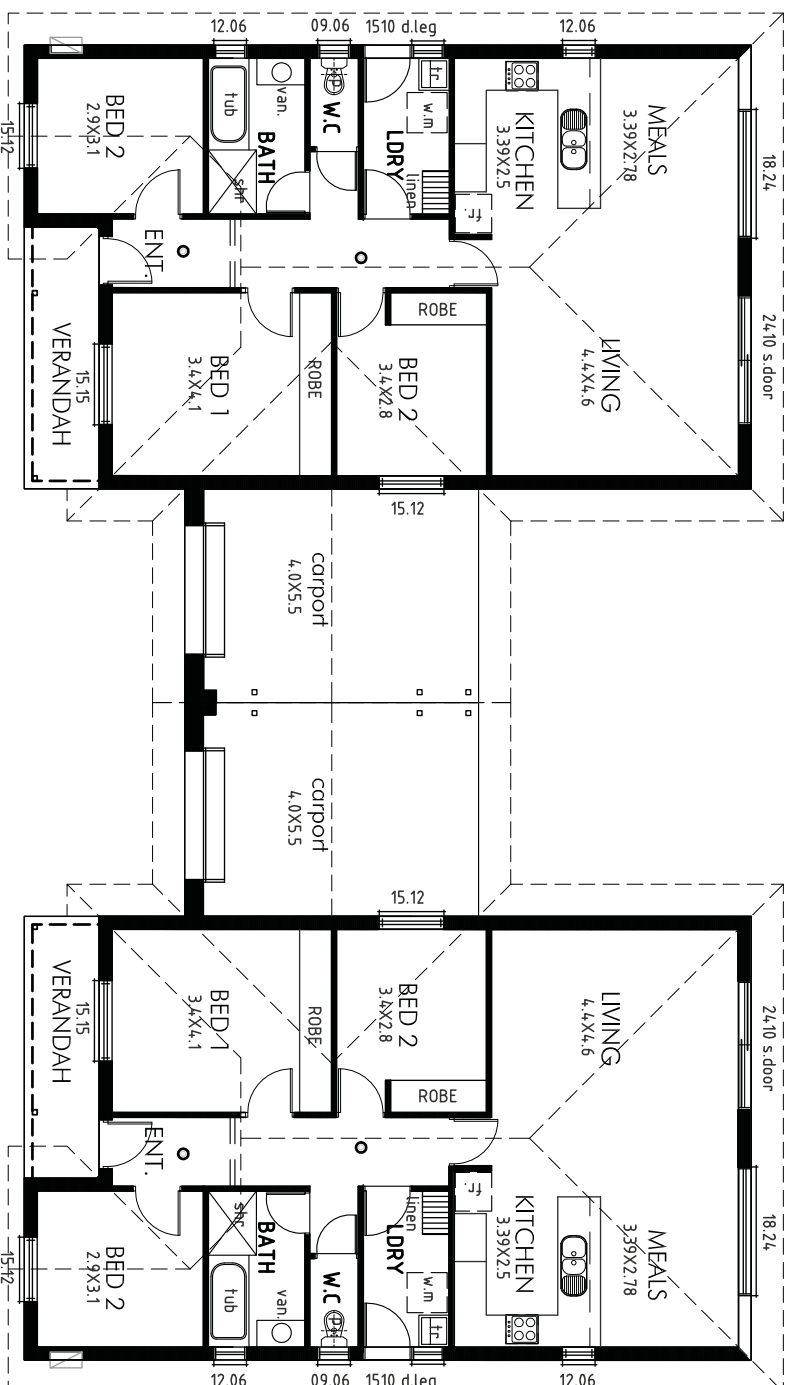 12.06
09.06
1510 d.leg
12.06
BED 2
2.9X3.1
tub
van.
BATH
shr
W.C
LDRY
tr
w.m
linen
KITCHEN
3.39X2.5
fr.
MEALS
3.39X2.78
18.24
15.12
ENT.
VERANDAH
15.15
BED 1
3.4X4.1
ROBE
ROBE
BED 2
3.4X2.8
LIVING
4.4X4.6
2410 s.door
15.12
carport
4.0X5.5
carport
4.0X5.5
15.12
VERANDAH
15.15
BED 1
3.4X4.1
ROBE
BED 2
3.4X2.8
ROBE
LIVING
4.4X4.6
2410 s.door
ENT.
fr.
15.12
BED 2
2.9X3.1
shr
BATH
tub
van.
W.C
linen
LDRY
w.m
tr
KITCHEN
3.39X2.5
MEALS
3.39X2.78
18.24
12.06
09.06
1510 d.leg
12.06